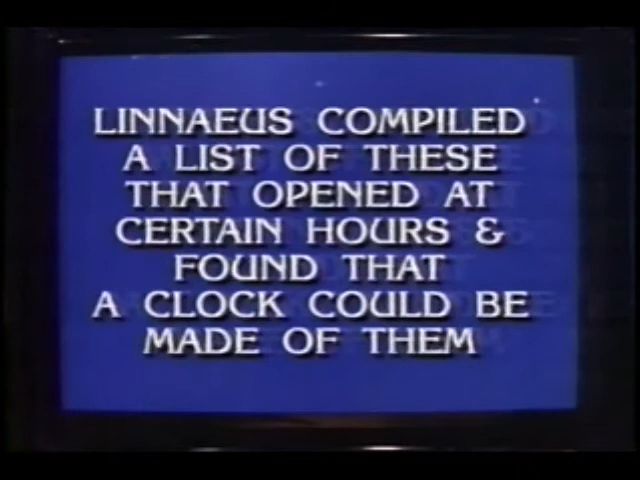 LINNAEUS COMPILED
A LIST OF THESE
THAT OPENED AT
CERTAIN HOURS &
FOUND THAT
A CLOCK COULD BE
MADE OF THEM